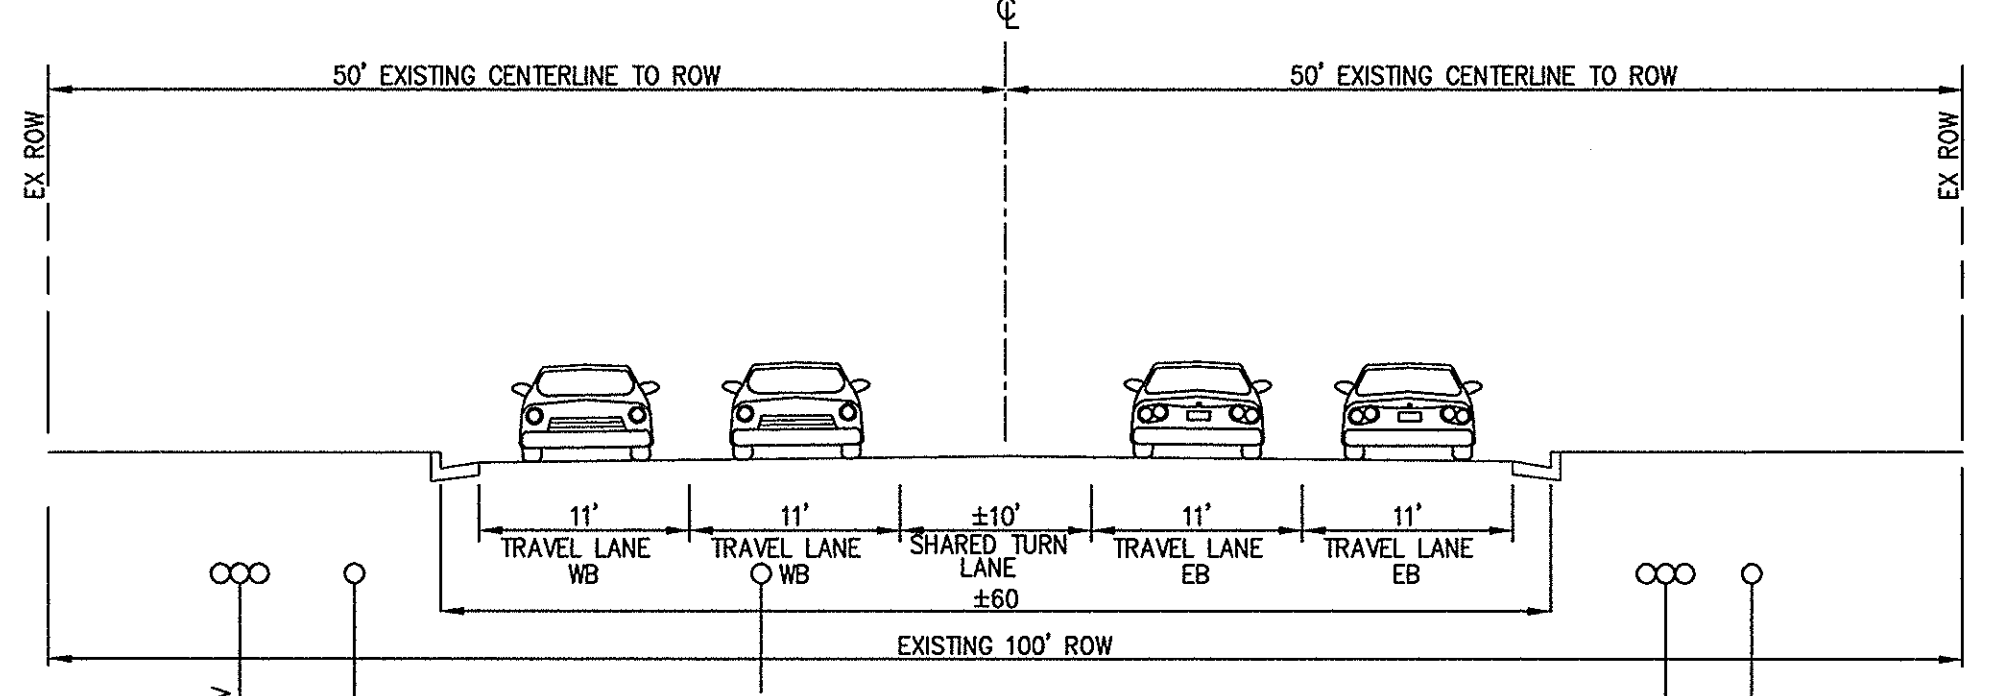 ℄
50' EXISTING CENTERLINE TO ROW
50' EXISTING CENTERLINE TO ROW
EX ROW
EX ROW
11'
11'
±10'
11'
11'
TRAVEL LANE
WB
TRAVEL LANE
WB
SHARED TURN
LANE
TRAVEL LANE
EB
TRAVEL LANE
EB
±60
EXISTING 100' ROW